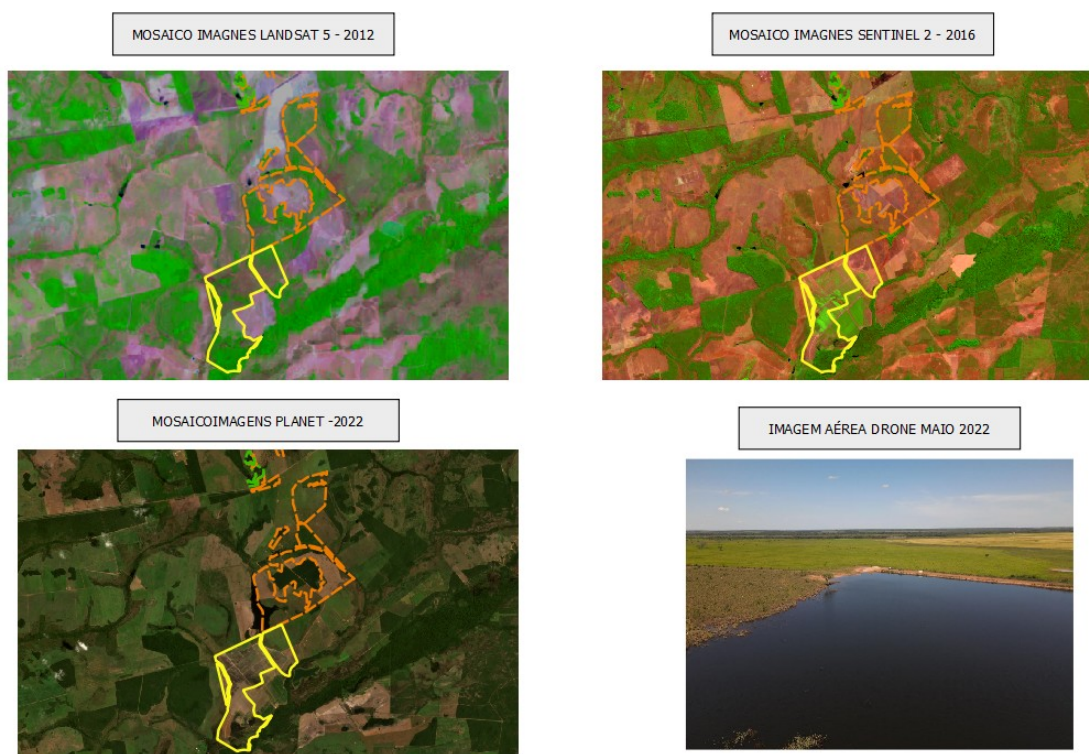 MOSAICO IMAGNES LANDSAT 5 - 2012
MOSAICO IMAGNES SENTINEL 2 - 2016
MOSAICOIMAGENS PLANET -2022
IMAGEM AÉREA DRONE MAIO 2022